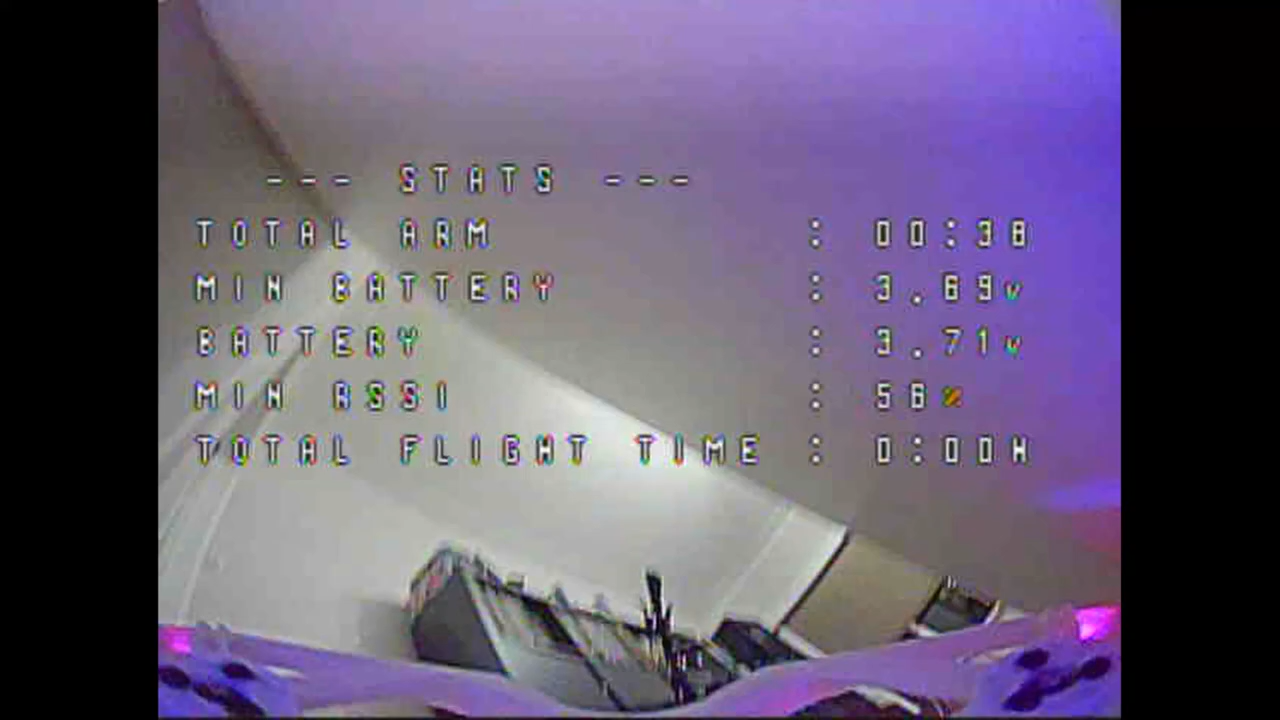 --- STATS ---
TOTAL ARM : 00:38
MIN BATTERY : 3.69V
BATTERY : 3.71V
MIN RSSI : 56%
TOTAL FLIGHT TIME : 0:00H